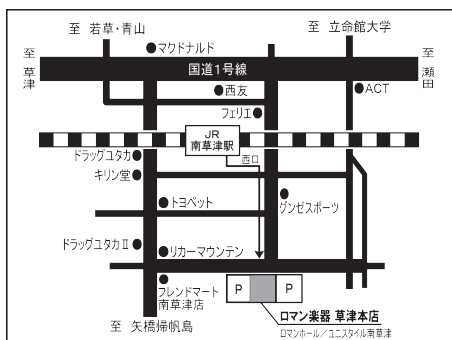 至 若草・青山
至 立命館大学
至 草津
マクドナルド
至 瀬田
国道1号線
西友
ACT
フェリエ
JR
南草津駅
ドラッグユタカ
西口
キリン堂
トヨペット
グンゼスポーツ
ドラッグユタカⅡ
リカーマウンテン
フレンドマート
南草津店
P
P
ロマン楽器 草津本店
ロマンホール/ユニスタイル南草津
至 矢橋帰帆島